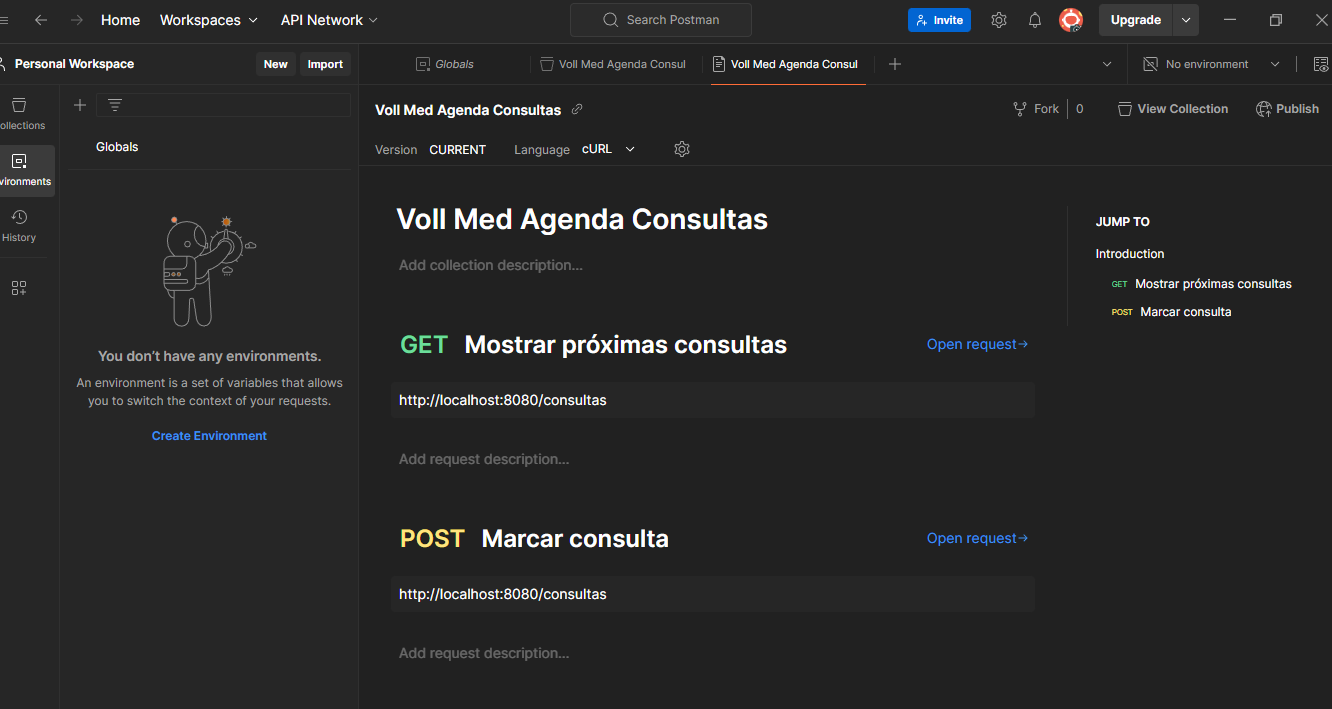 Home Workspaces API Network Search Postman Invite Upgrade
Personal Workspace New Import Globals Voll Med Agenda Consul Voll Med Agenda Consul No environment
ollections
vironments
History
Globals
You don't have any environments.
An environment is a set of variables that allows
you to switch the context of your requests.
Create Environment
Voll Med Agenda Consultas Fork 0 View Collection Publish
Version CURRENT Language cURL
Voll Med Agenda Consultas
Add collection description...
GET Mostrar próximas consultas Open request→
http://localhost:8080/consultas
Add request description...
POST Marcar consulta Open request→
http://localhost:8080/consultas
Add request description...
JUMP TO
Introduction
GET Mostrar próximas consultas
POST Marcar consulta